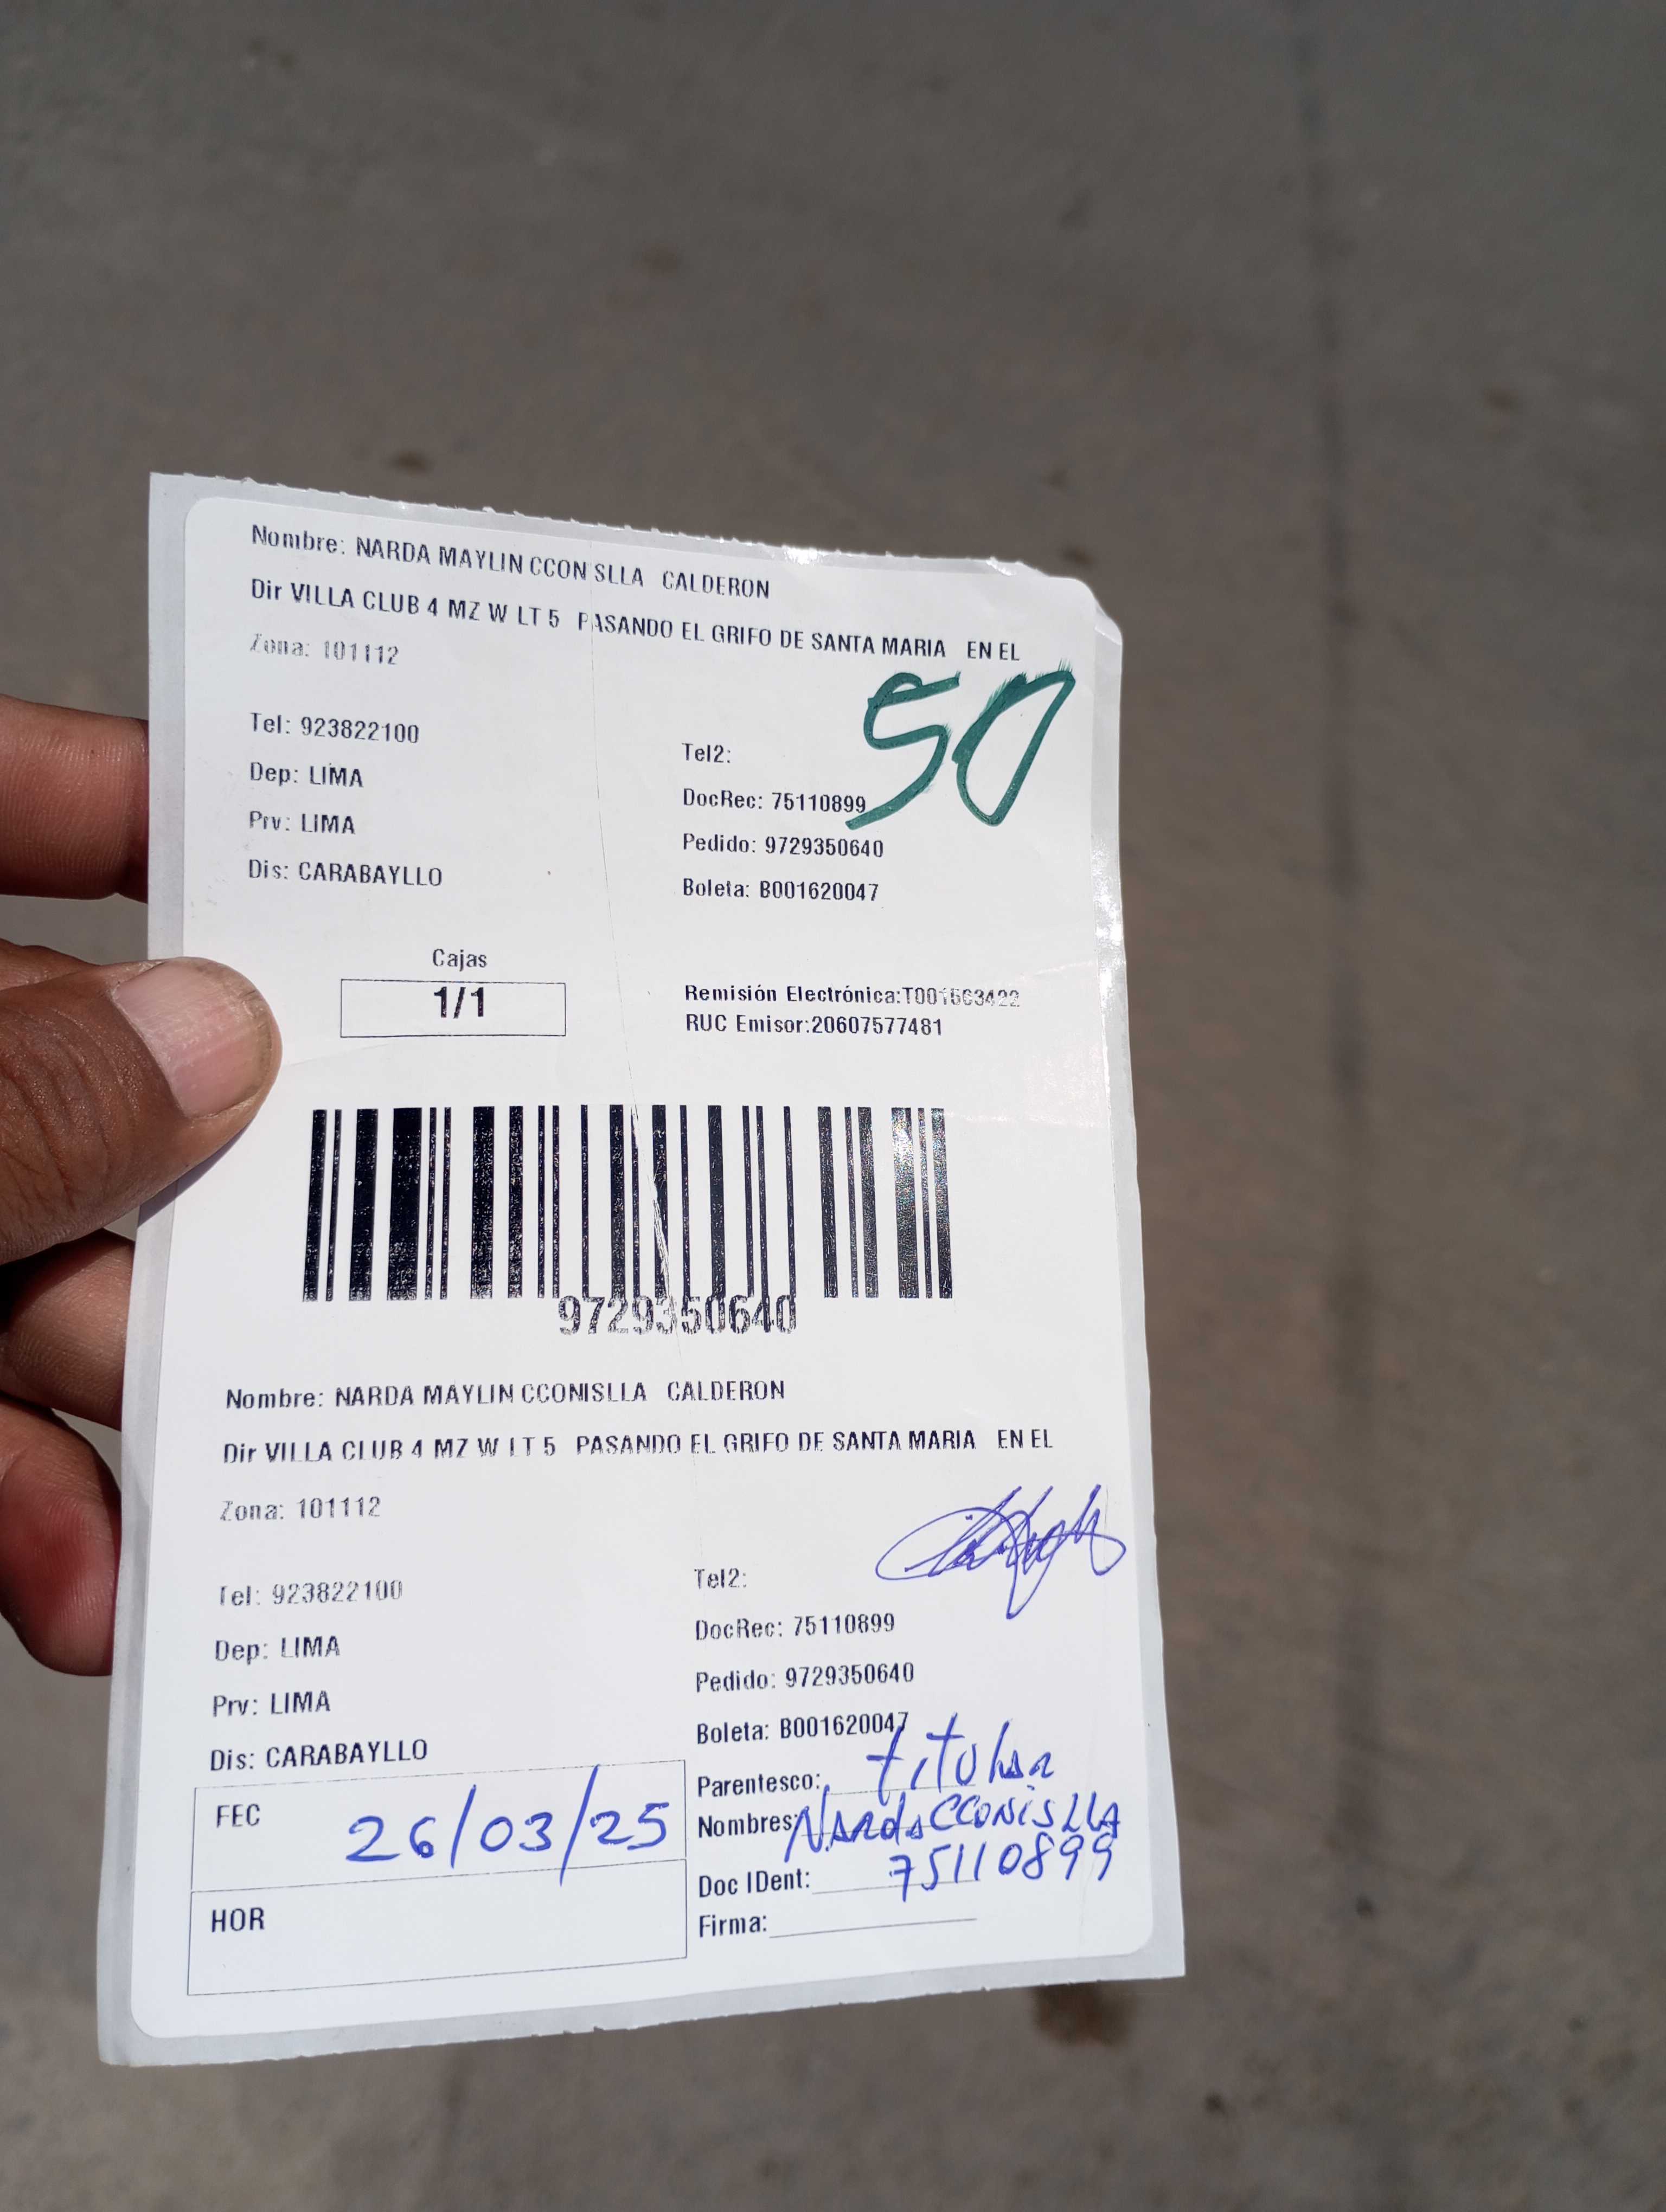 Nombre: NARDA MAYLIN CCON SLLA CALDERON
Dir VILLA CLUB 4 MZ W LT 5 PASANDO EL GRIFO DE SANTA MARIA EN EL
Zona: 101112
50
Tel: 923822100
Tel2:
Dep: LIMA
DocRec: 75110899
Prv: LIMA
Pedido: 9729350640
Dis: CARABAYLLO
Boleta: B001620047
Cajas
1/1
Remisión Electrónica:T001563422
RUC Emisor:20607577481
9729350640
Nombre: NARDA MAYLIN CCONISLLA CALDERON
Dir VILLA CLUB 4 MZ W LT 5 PASANDO EL GRIFO DE SANTA MARIA EN EL
Zona: 101112
Tel: 923822100
Tel2:
DocRec: 75110899
Dep: LIMA
Pedido: 9729350640
Prv: LIMA
Boleta: B001620047
Dis: CARABAYLLO
Parentesco: titular
FEC 26/03/25
Nombres: Narda CCONISLLA
Doc IDent: 75110899
HOR
Firma: